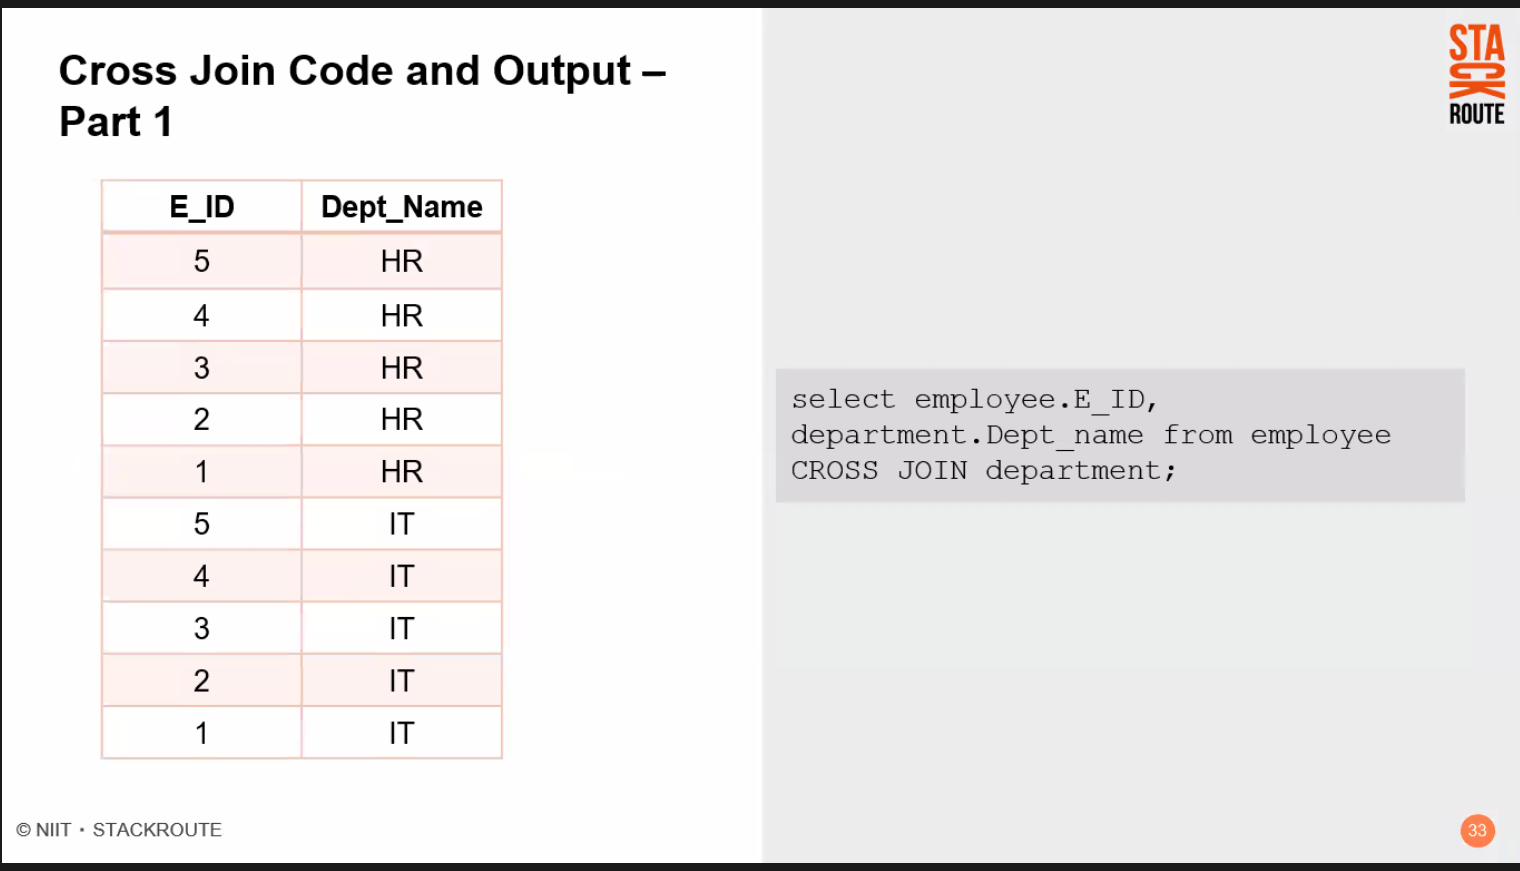 Cross Join Code and Output –
Part 1
E_ID Dept_Name
5 HR
4 HR
3 HR
2 HR
1 HR
5 IT
4 IT
3 IT
2 IT
1 IT
STA
CK
ROUTE
select employee.E_ID,
department.Dept_name from employee
CROSS JOIN department;
© NIIT · STACKROUTE
33